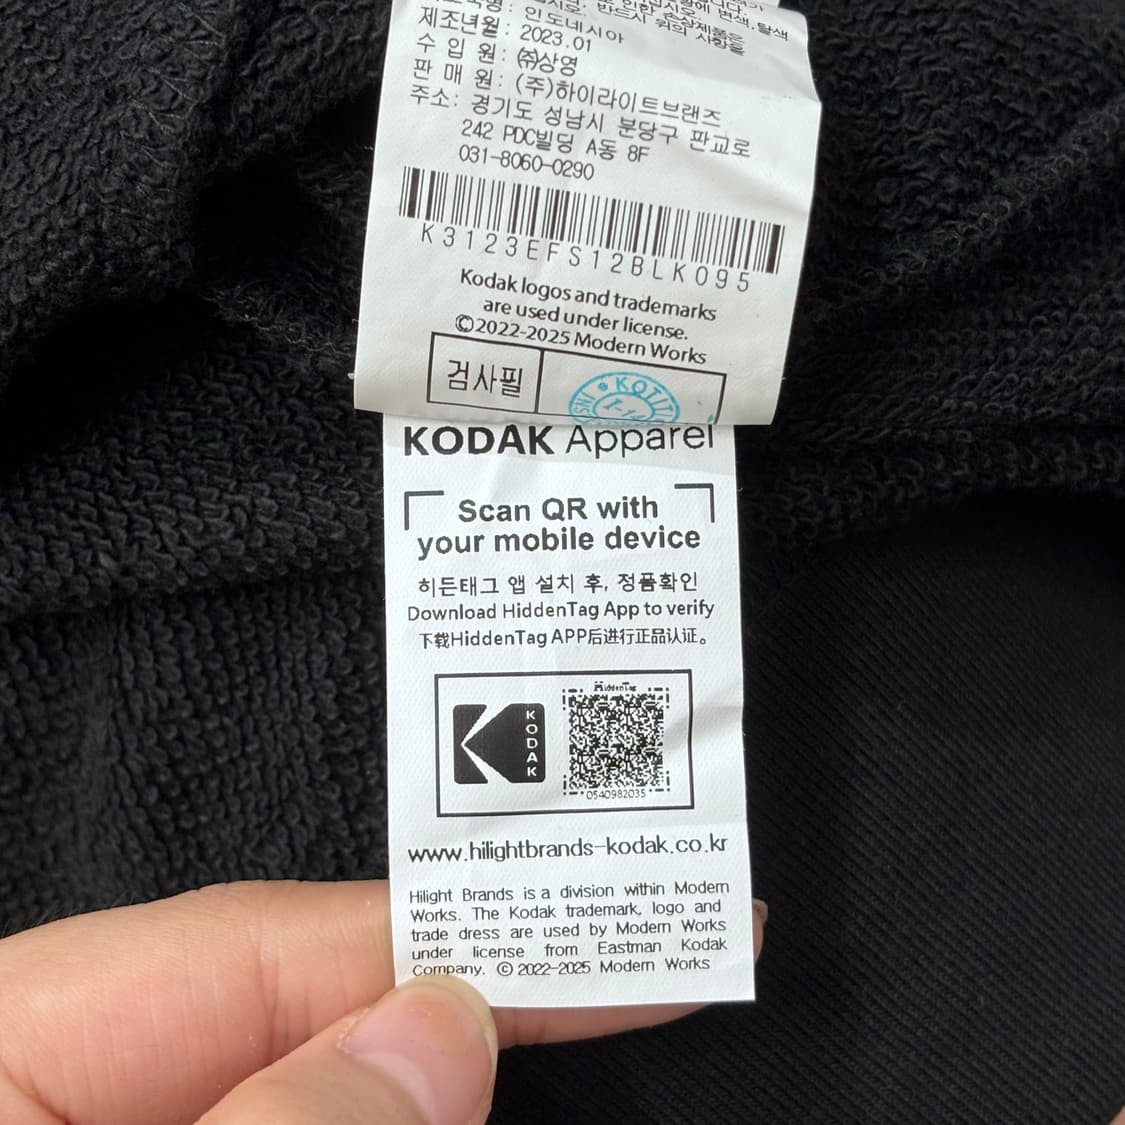 인도네시아
제조년월: 2023.01
수 입 원: ㈜상영
판 매 원: (주)하이라이트브랜즈
주소: 경기도 성남시 분당구 판교로
242 PDC빌딩 A동 8F
031-8060-0290
K3123EFS12BLK095
Kodak logos and trademarks
are used under license.
©2022-2025 Modern Works
검사필
KOTITI
KODAK Apparel
Scan QR with
your mobile device
히든태그 앱 설치 후, 정품확인
Download HiddenTag App to verify
下载HiddenTag APP后进行正品认证。
HiddenTag
KODAK
0540982035
www.hilightbrands-kodak.co.kr
Hilight Brands is a division within Modern
Works. The Kodak trademark, logo and
trade dress are used by Modern Works
under license from Eastman Kodak
Company. © 2022-2025 Modern Works